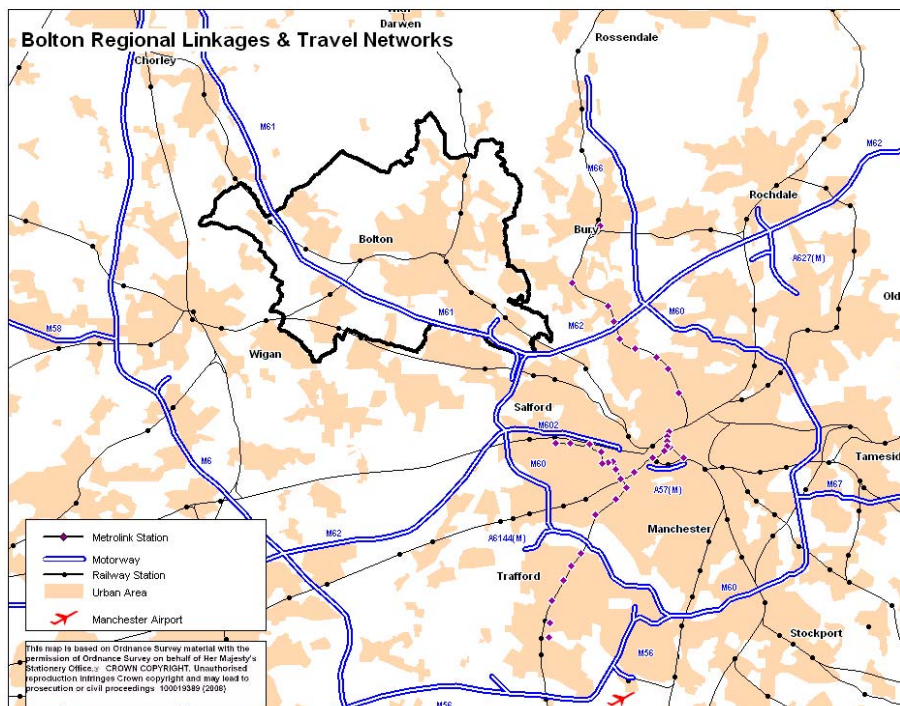 with
Darwen
Bolton Regional Linkages & Travel Networks
Rossendale
Chorley
M61
M62
M66
Rochdale
Bury
Bolton
A627(M)
Old
M61
M62
M60
M58
Wigan
Salford
M602
Tamesid
M60
M6
A57(M)
M67
Manchester
M62
A6144(M)
Trafford
M60
Stockport
M56
M56
Metrolink Station
Motorway
Railway Station
Urban Area
Manchester Airport
This map is based on Ordnance Survey material with the
permission of Ordnance Survey on behalf of Her Majesty's
Stationery Office. CROWN COPYRIGHT. Unauthorised
reproduction infringes Crown copyright and may lead to
prosecution or civil proceedings 100019389 (2008)